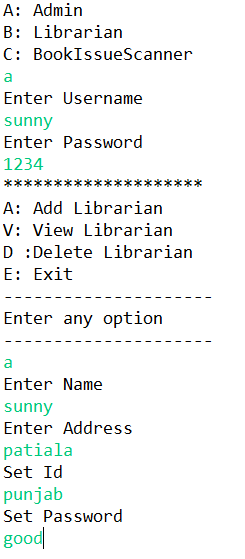 A: Admin
B: Librarian
C: BookIssueScanner
a
Enter Username
sunny
Enter Password
1234
********************
A: Add Librarian
V: View Librarian
D :Delete Librarian
E: Exit
---------------------
Enter any option
---------------------
a
Enter Name
sunny
Enter Address
patiala
Set Id
punjab
Set Password
good